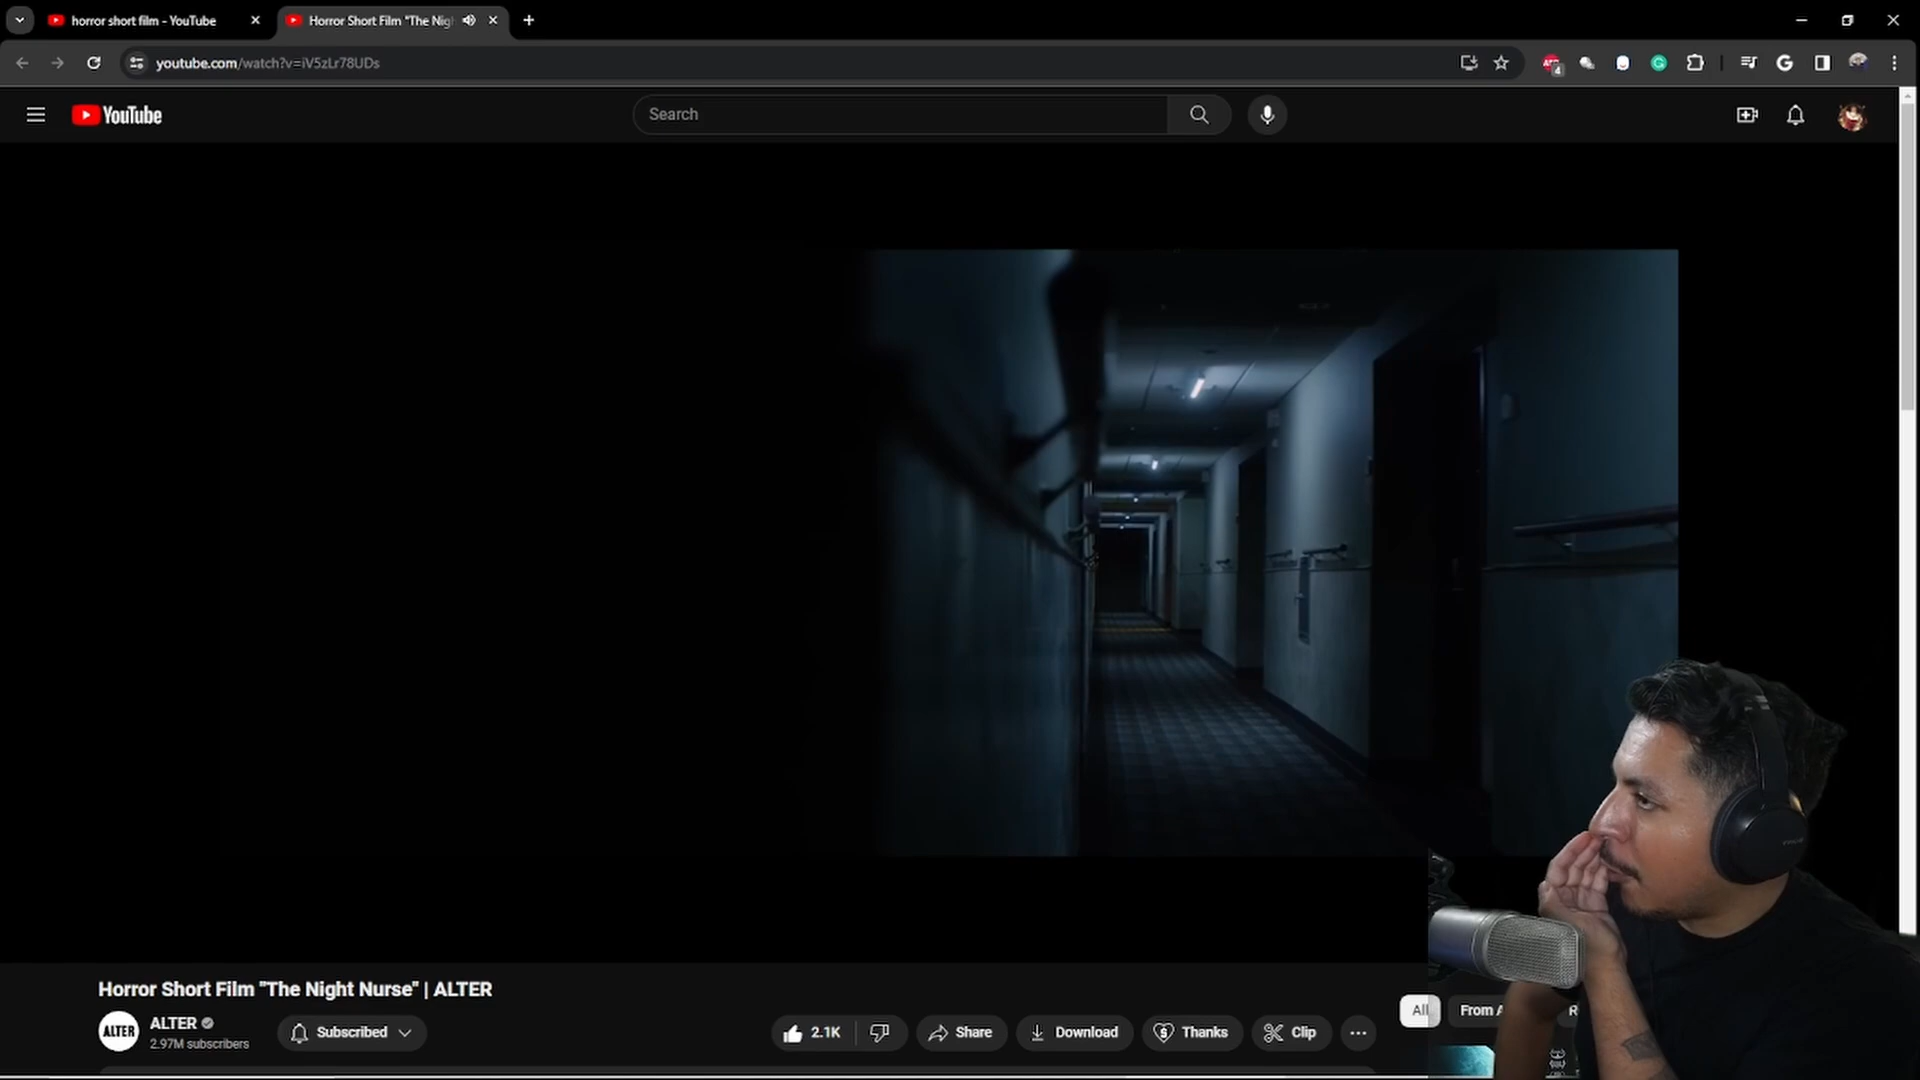 horror short film - YouTube
Horror Short Film "The Nig
youtube.com/watch?v=iV5zLr78UDs
4
YouTube
Search
Horror Short Film "The Night Nurse" | ALTER
ALTER
ALTER
2.97M subscribers
Subscribed
2.1K
Share
Download
Thanks
Clip
All
From A
R